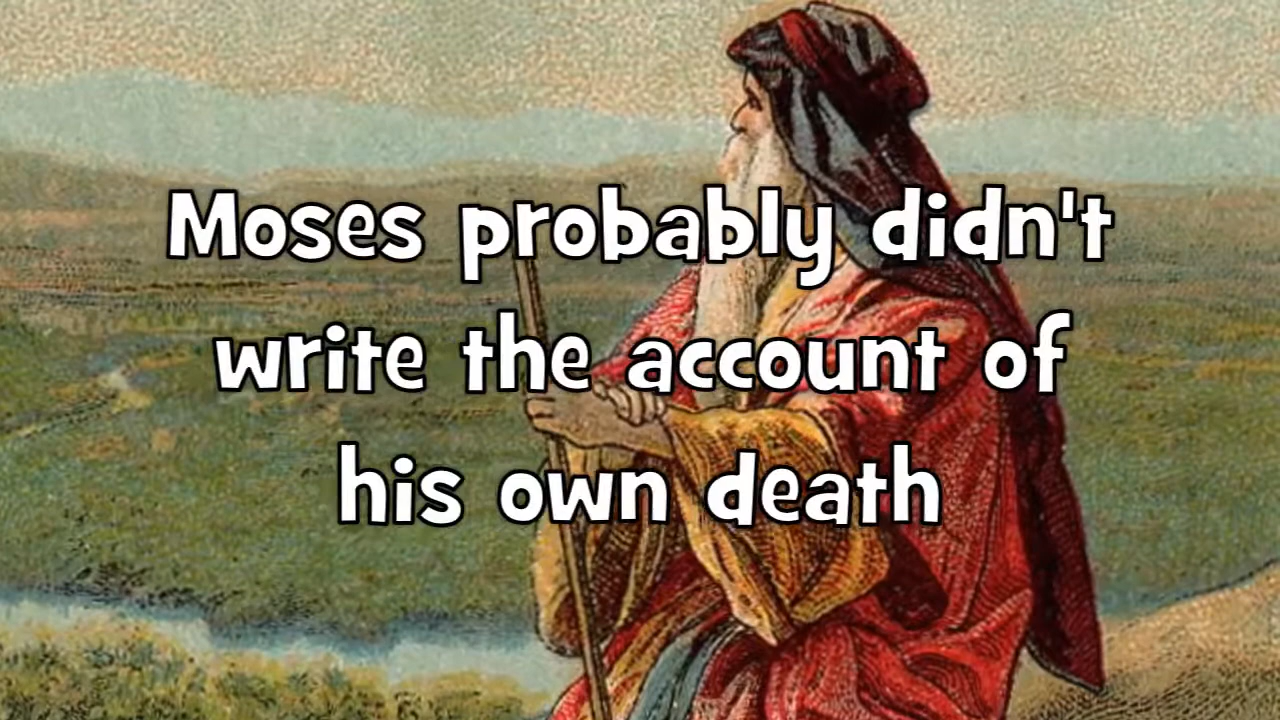 Moses probably didn't
write the account of
his own death